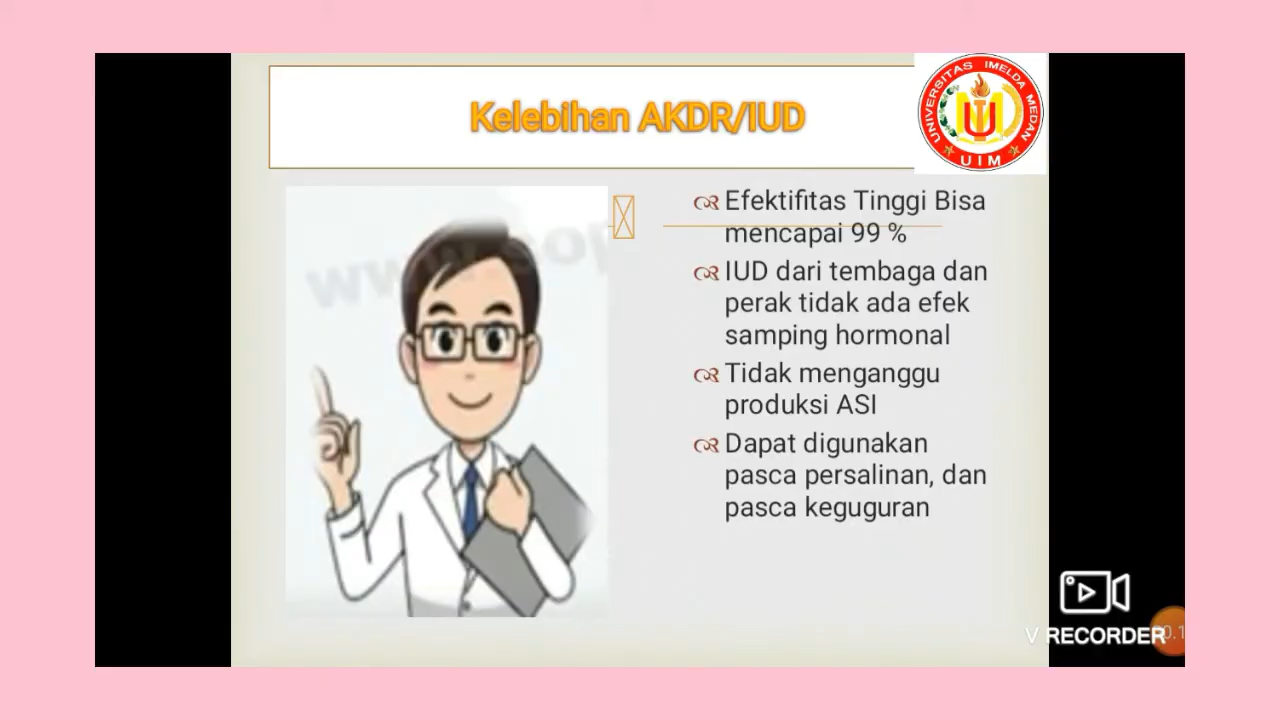 Kelebihan AKDR/IUD
UNIVERSITAS IMELDA MEDAN
UIM
Efektifitas Tinggi Bisa
mencapai 99 %
IUD dari tembaga dan
perak tidak ada efek
samping hormonal
Tidak menganggu
produksi ASI
Dapat digunakan
pasca persalinan, dan
pasca keguguran
V RECORDER